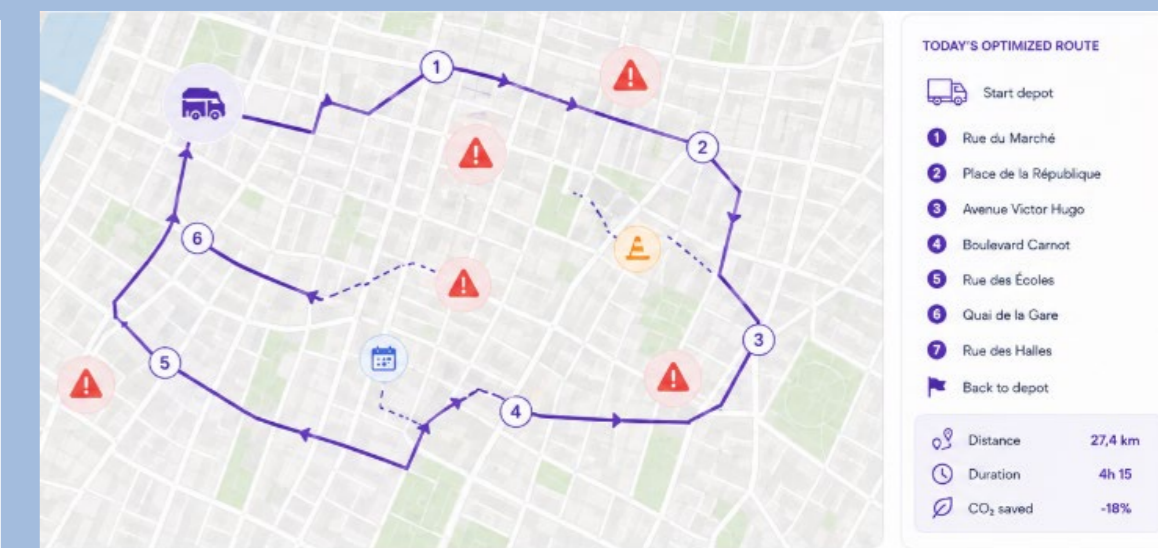 1
2
3
4
5
6
TODAY'S OPTIMIZED ROUTE
Start depot
1 Rue du Marché
2 Place de la République
3 Avenue Victor Hugo
4 Boulevard Carnot
5 Rue des Écoles
6 Quai de la Gare
7 Rue des Halles
Back to depot
Distance 27,4 km
Duration 4h 15
CO₂ saved -18%